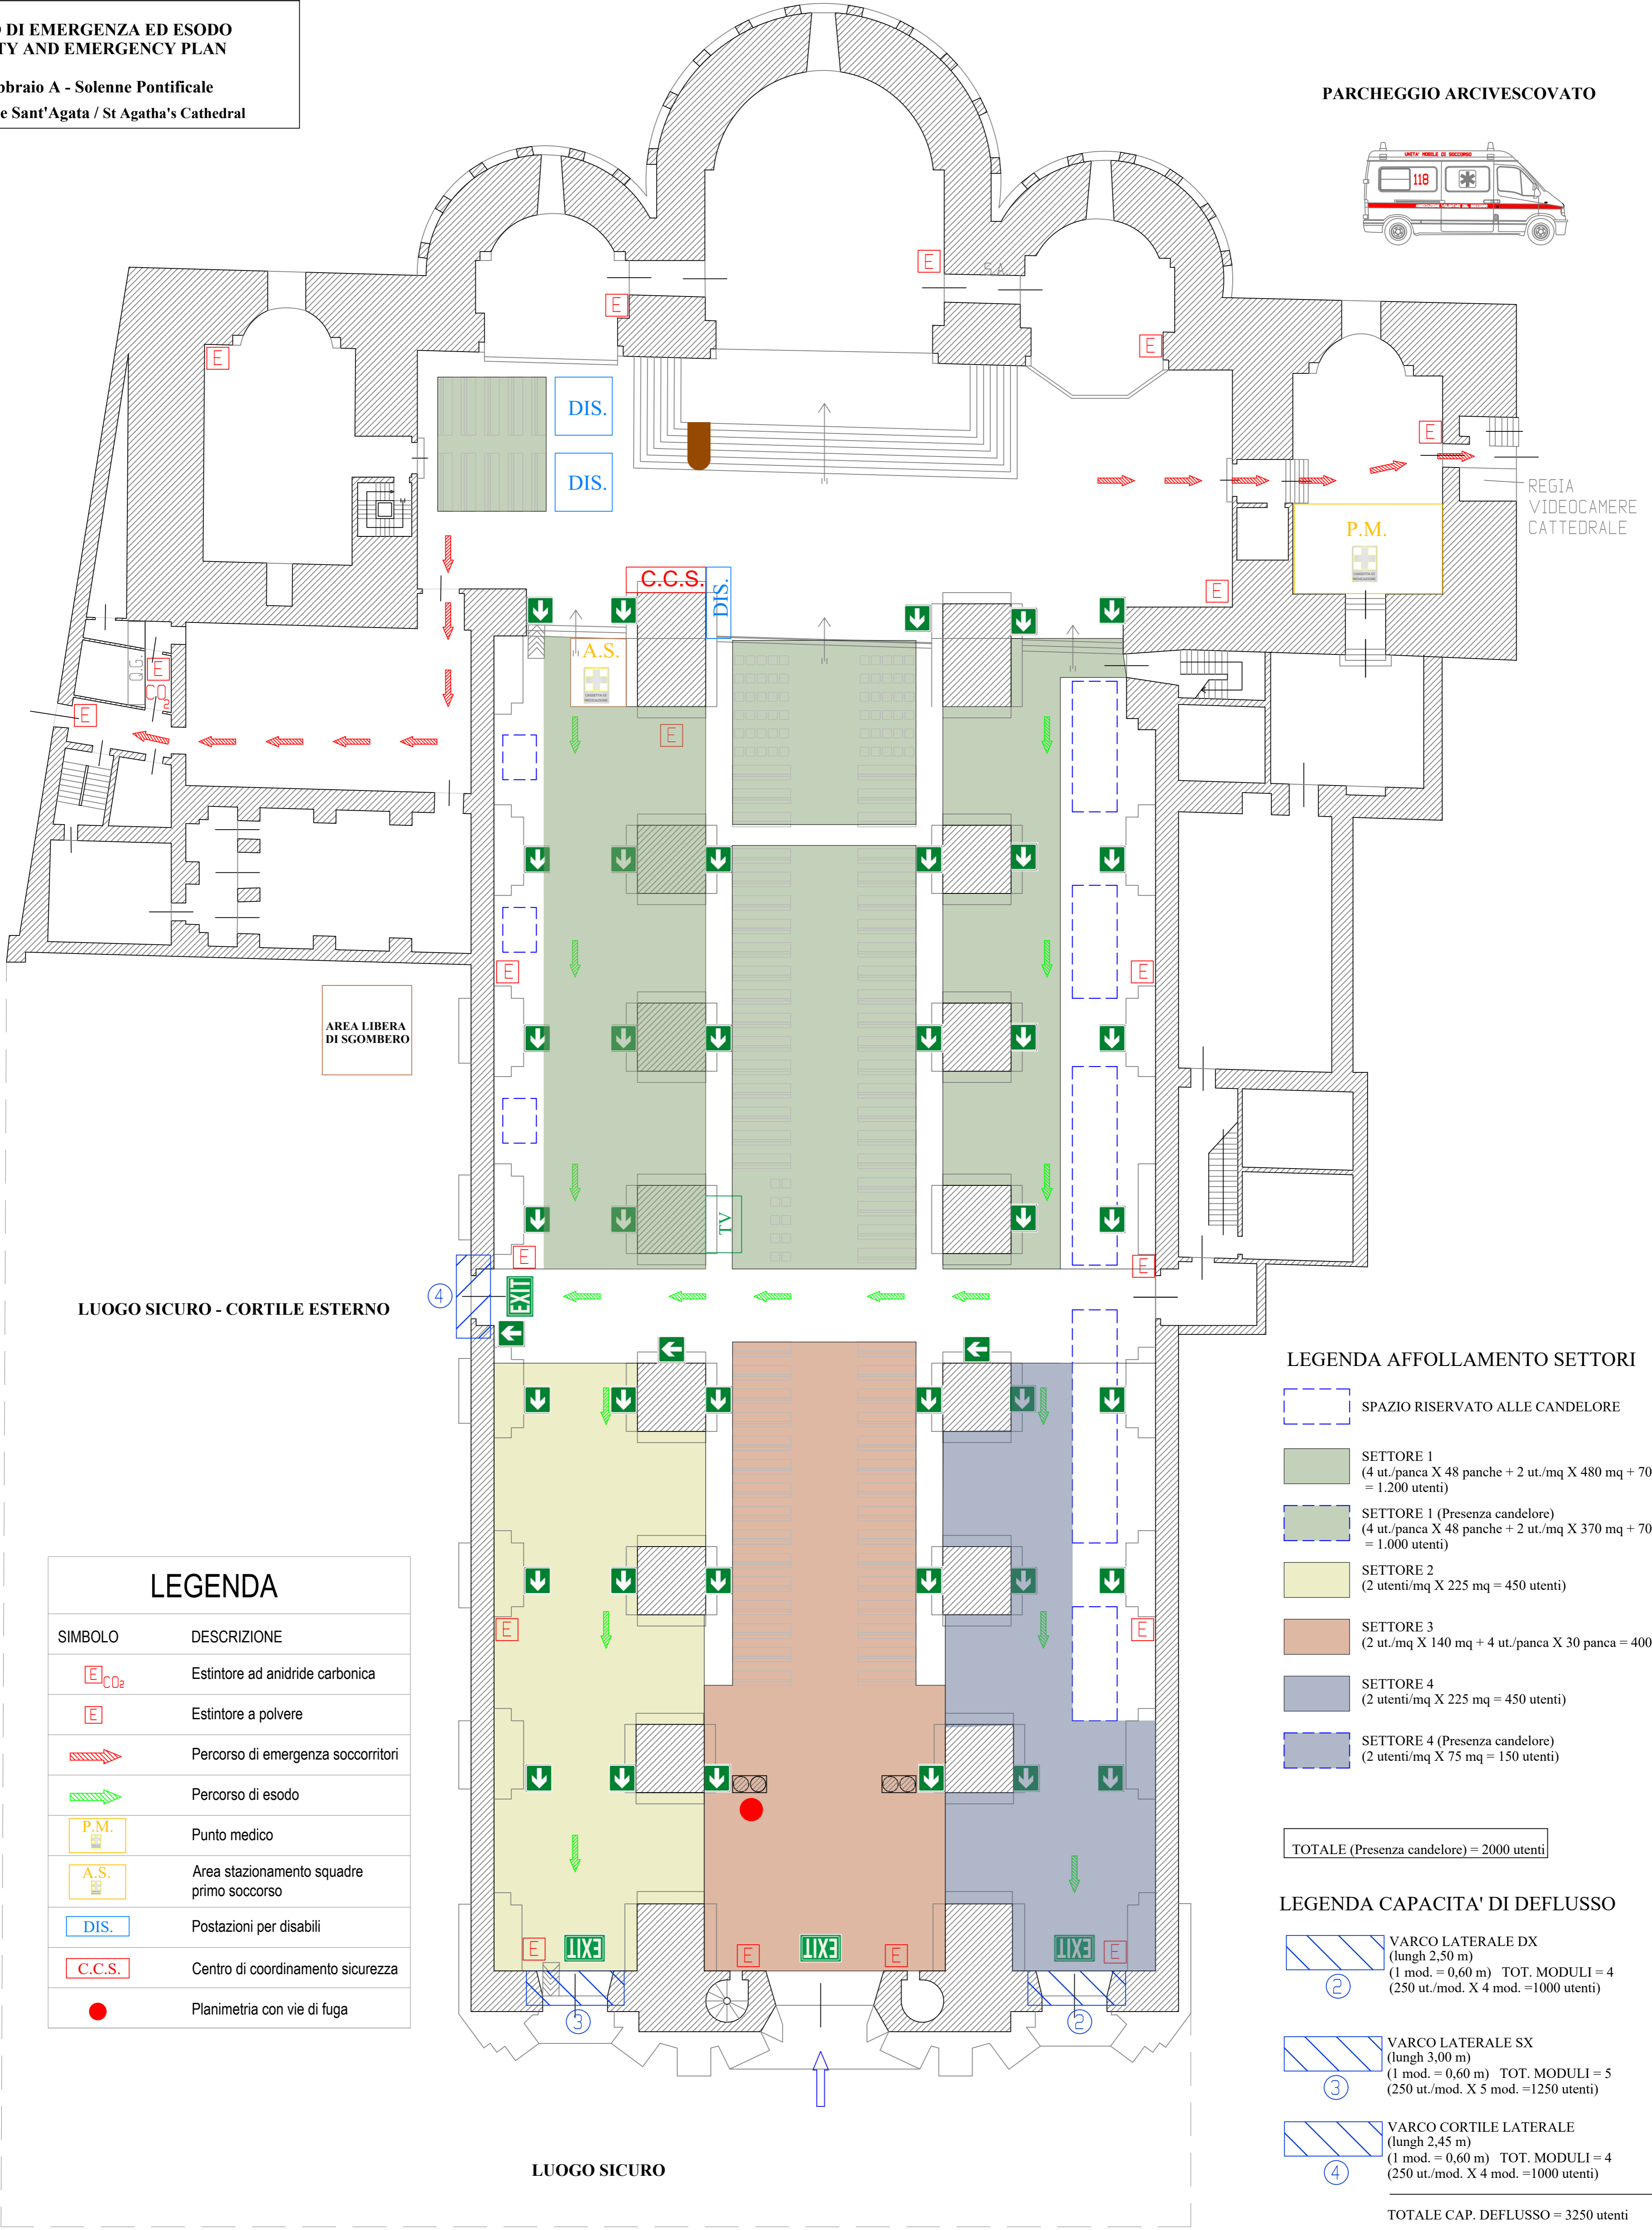 O DI EMERGENZA ED ESODO
TY AND EMERGENCY PLAN
bbraio A - Solenne Pontificale
e Sant'Agata / St Agatha's Cathedral
PARCHEGGIO ARCIVESCOVATO
UNITA' MOBILE DI SOCCORSO
118
E
S.A.
E
E
E
DIS.
E
DIS.
REGIA
VIDEOCAMERE
CATTEDRALE
P.M.
C.C.S.
DIS.
E
A.S.
Q.G.
E
CO2
E
E
E
E
AREA LIBERA
DI SGOMBERO
TV
E
E
4
EXIT
LUOGO SICURO - CORTILE ESTERNO
LEGENDA AFFOLLAMENTO SETTORI
SPAZIO RISERVATO ALLE CANDELORE
SETTORE 1
(4 ut./panca X 48 panche + 2 ut./mq X 480 mq + 70
= 1.200 utenti)
SETTORE 1 (Presenza candelore)
(4 ut./panca X 48 panche + 2 ut./mq X 370 mq + 70
= 1.000 utenti)
SETTORE 2
(2 utenti/mq X 225 mq = 450 utenti)
SETTORE 3
(2 ut./mq X 140 mq + 4 ut./panca X 30 panca = 400
SETTORE 4
(2 utenti/mq X 225 mq = 450 utenti)
SETTORE 4 (Presenza candelore)
(2 utenti/mq X 75 mq = 150 utenti)
TOTALE (Presenza candelore) = 2000 utenti
E
E
LEGENDA
SIMBOLO DESCRIZIONE
E CO2 Estintore ad anidride carbonica
E Estintore a polvere
Percorso di emergenza soccorritori
Percorso di esodo
P.M. Punto medico
A.S. Area stazionamento squadre
primo soccorso
DIS. Postazioni per disabili
C.C.S. Centro di coordinamento sicurezza
Planimetria con vie di fuga
E EXIT E EXIT E EXIT E
3
2
LEGENDA CAPACITA' DI DEFLUSSO
VARCO LATERALE DX
(lungh 2,50 m)
(1 mod. = 0,60 m) TOT. MODULI = 4
(250 ut./mod. X 4 mod. =1000 utenti)
2
VARCO LATERALE SX
(lungh 3,00 m)
(1 mod. = 0,60 m) TOT. MODULI = 5
(250 ut./mod. X 5 mod. =1250 utenti)
3
VARCO CORTILE LATERALE
(lungh 2,45 m)
(1 mod. = 0,60 m) TOT. MODULI = 4
(250 ut./mod. X 4 mod. =1000 utenti)
4
TOTALE CAP. DEFLUSSO = 3250 utenti
LUOGO SICURO